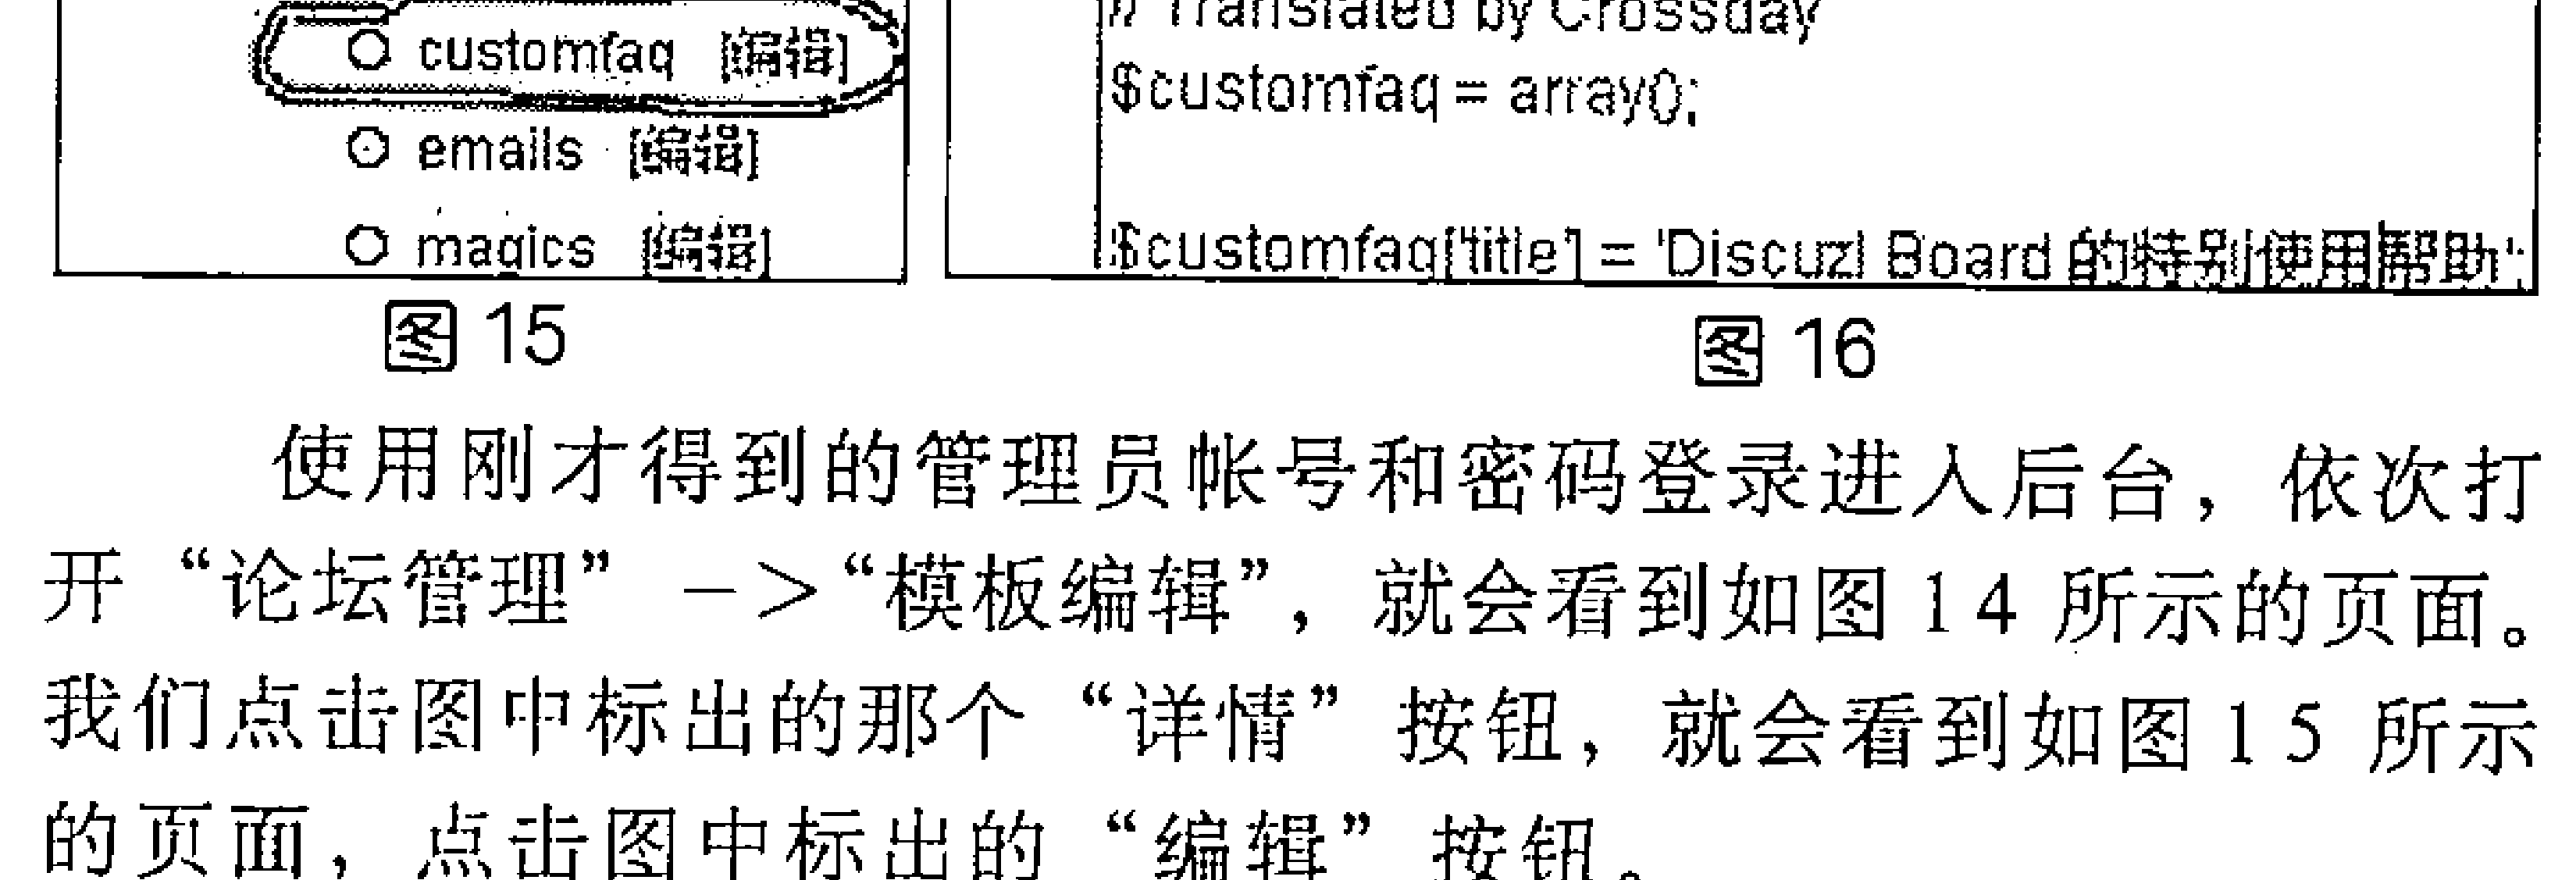 customfaq [编辑]
emails [编辑]
magics [编辑]
图 15
// Translated by Crossday
$customfaq = array();
$customfaq['title'] = 'Discuz! Board 的特别使用帮助';
图 16
使用刚才得到的管理员帐号和密码登录进入后台，依次打
开“论坛管理”->“模板编辑”，就会看到如图 14 所示的页面。
我们点击图中标出的那个“详情”按钮，就会看到如图 15 所示
的页面，点击图中标出的“编辑”按钮。